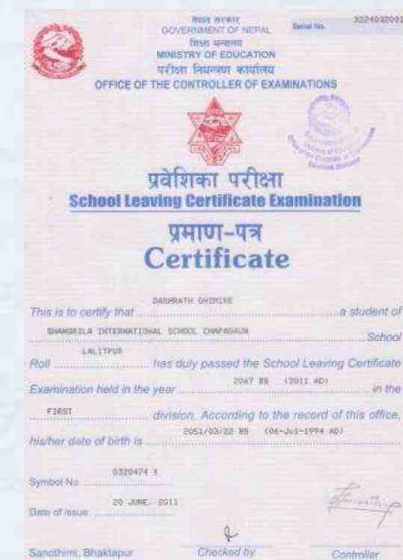 नेपाल सरकार
GOVERNMENT OF NEPAL
Serial No.
शिक्षा मन्त्रालय
MINISTRY OF EDUCATION
परीक्षा नियन्त्रण कार्यालय
OFFICE OF THE CONTROLLER OF EXAMINATIONS
प्रवेशिका परीक्षा
School Leaving Certificate Examination
प्रमाण-पत्र
Certificate
This is to certify that DASHRATH GHIMIRE a student of
INTERNATIONAL SCHOOL CHAPAGAUN School
LALITPUR
Roll has duly passed the School Leaving Certificate
Examination held in the year 2067 BS (2011 AD) in the
FIRST division. According to the record of this office,
his/her date of birth is 2051/03/22 BS (06-Jul-1994 AD)
Symbol No. 0320474
Date of issue 20 JUNE, 2011
Sanothimi, Bhaktapur Checked by Controller